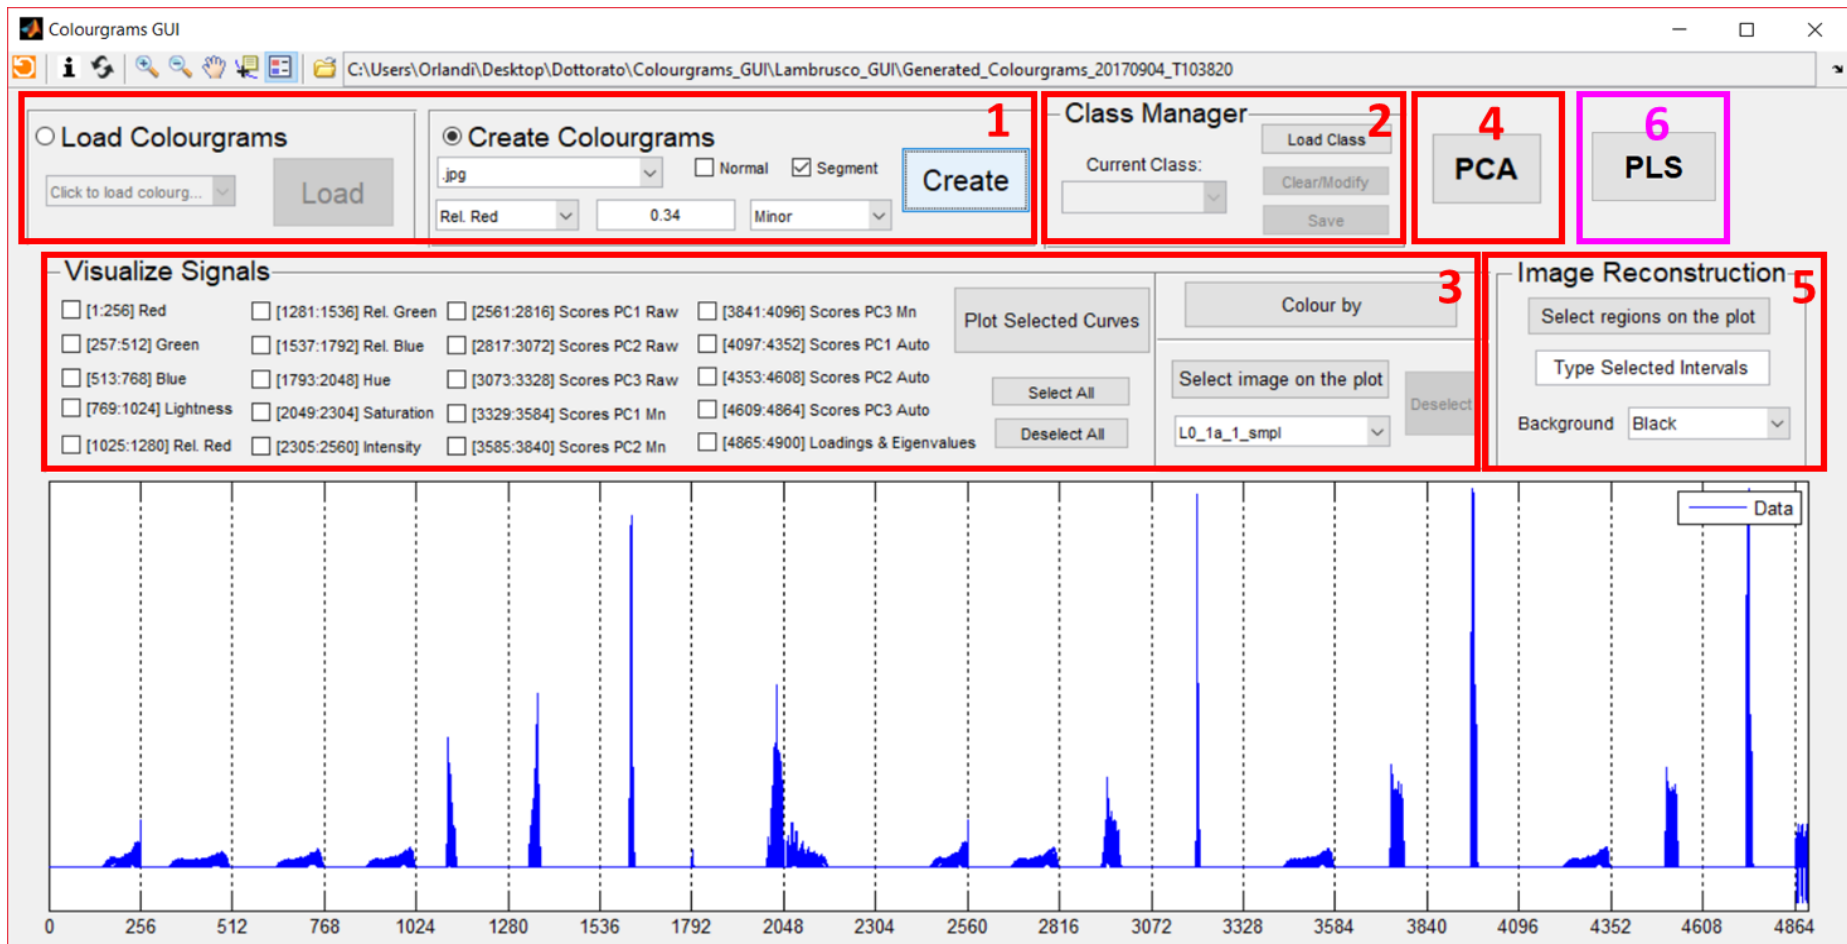 Colourgrams GUI
C:\Users\Orlandi\Desktop\Dottorato\Colourgrams_GUI\Lambrusco_GUI\Generated_Colourgrams_20170904_T103820
Load Colourgrams
Click to load colourg...
Load
Create Colourgrams
1
.jpg
Normal
Segment
Create
Rel. Red
0.34
Minor
Class Manager
2
Load Class
Current Class:
Clear/Modify
Save
4
PCA
6
PLS
Visualize Signals
3
[1:256] Red
[257:512] Green
[513:768] Blue
[769:1024] Lightness
[1025:1280] Rel. Red
[1281:1536] Rel. Green
[1537:1792] Rel. Blue
[1793:2048] Hue
[2049:2304] Saturation
[2305:2560] Intensity
[2561:2816] Scores PC1 Raw
[2817:3072] Scores PC2 Raw
[3073:3328] Scores PC3 Raw
[3329:3584] Scores PC1 Mn
[3585:3840] Scores PC2 Mn
[3841:4096] Scores PC3 Mn
[4097:4352] Scores PC1 Auto
[4353:4608] Scores PC2 Auto
[4609:4864] Scores PC3 Auto
[4865:4900] Loadings & Eigenvalues
Plot Selected Curves
Select All
Deselect All
Colour by
Select image on the plot
Deselect
L0_1a_1_smpl
Image Reconstruction
5
Select regions on the plot
Type Selected Intervals
Background
Black
Data
0 256 512 768 1024 1280 1536 1792 2048 2304 2560 2816 3072 3328 3584 3840 4096 4352 4608 4864